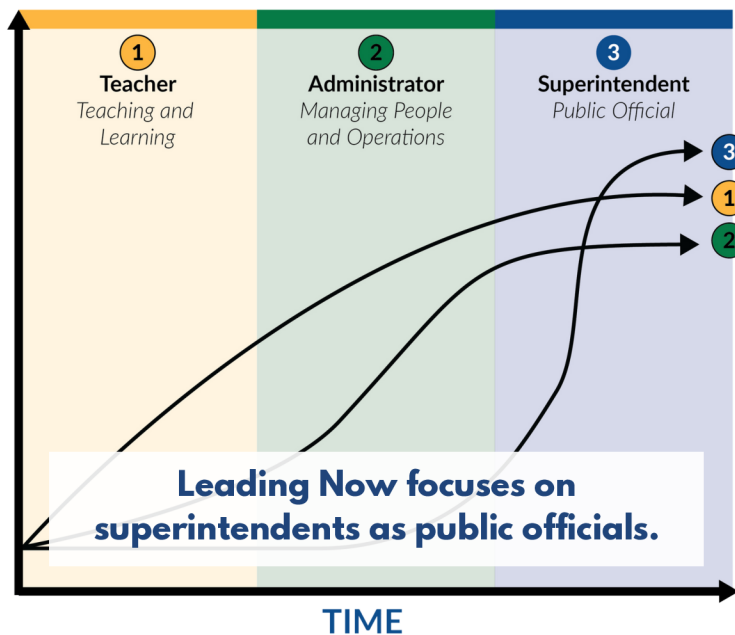 1
Teacher
Teaching and
Learning
2
Administrator
Managing People
and Operations
3
Superintendent
Public Official
3
1
2
Leading Now focuses on
superintendents as public officials.
TIME